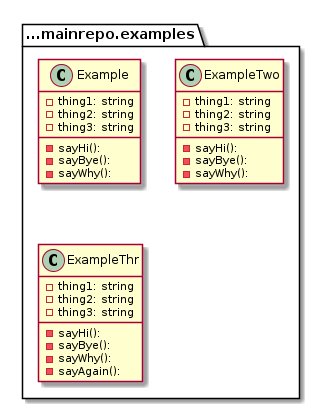 ...mainrepo.examples
C Example
thing1: string
thing2: string
thing3: string
sayHi():
sayBye():
sayWhy():
C ExampleTwo
thing1: string
thing2: string
thing3: string
sayHi():
sayBye():
sayWhy():
C ExampleThr
thing1: string
thing2: string
thing3: string
sayHi():
sayBye():
sayWhy():
sayAgain():